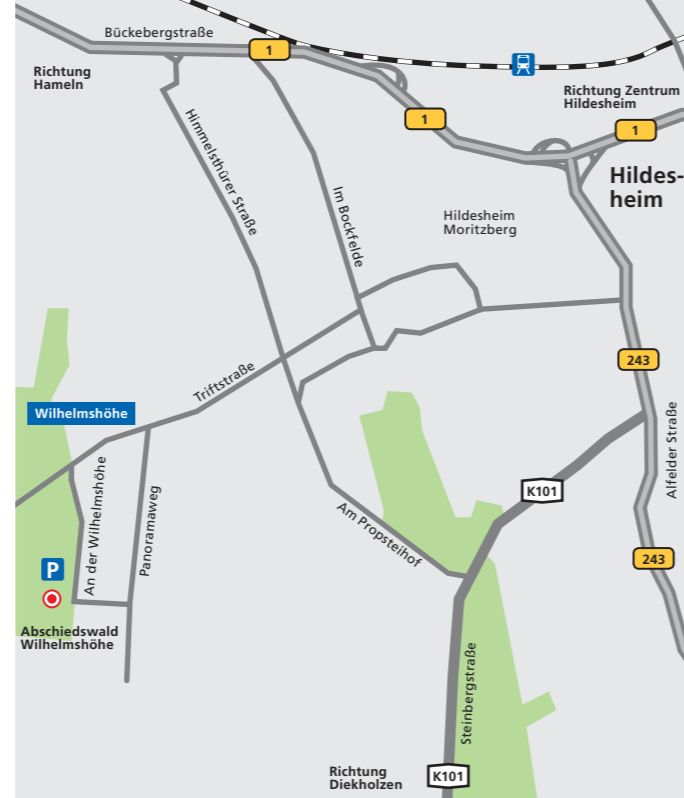 Bückebergstraße
1
Richtung
Hameln
Richtung Zentrum
Hildesheim
1
1
Himmelsthürer Straße
Im Bockfelde
Hildes-
heim
Hildesheim
Moritzberg
243
Triftstraße
Wilhelmshöhe
Alfelder Straße
An der Wilhelmshöhe
Panoramaweg
K101
Am Propsteihof
243
P
Abschiedswald
Wilhelmshöhe
Steinbergstraße
Richtung
Diekholzen
K101